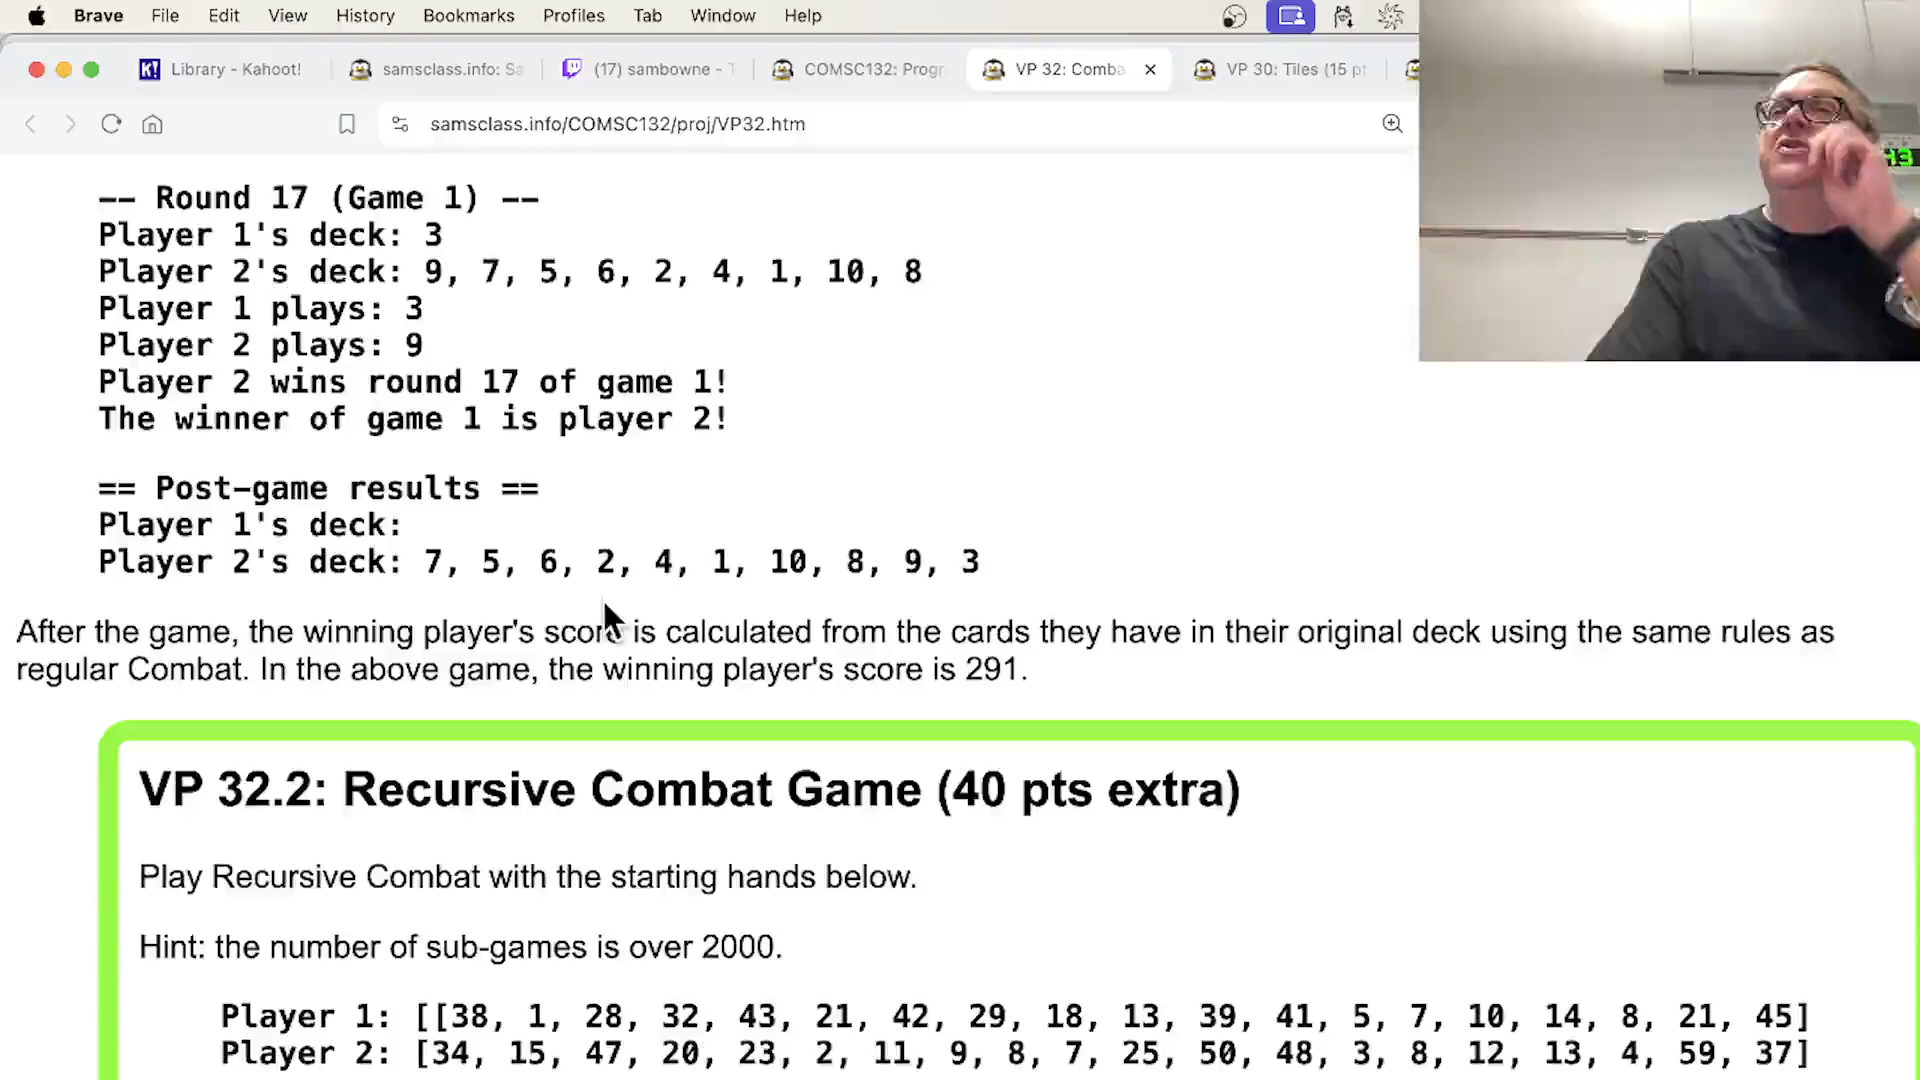 Brave File Edit View History Bookmarks Profiles Tab Window Help
Library - Kahoot! samsclass.info: Sa (17) sambowne - T COMSC132: Progr VP 32: Comba VP 30: Tiles (15 pt
samsclass.info/COMSC132/proj/VP32.htm
-- Round 17 (Game 1) --
Player 1's deck: 3
Player 2's deck: 9, 7, 5, 6, 2, 4, 1, 10, 8
Player 1 plays: 3
Player 2 plays: 9
Player 2 wins round 17 of game 1!
The winner of game 1 is player 2!
== Post-game results ==
Player 1's deck:
Player 2's deck: 7, 5, 6, 2, 4, 1, 10, 8, 9, 3
After the game, the winning player's score is calculated from the cards they have in their original deck using the same rules as
regular Combat. In the above game, the winning player's score is 291.
VP 32.2: Recursive Combat Game (40 pts extra)
Play Recursive Combat with the starting hands below.
Hint: the number of sub-games is over 2000.
Player 1: [[38, 1, 28, 32, 43, 21, 42, 29, 18, 13, 39, 41, 5, 7, 10, 14, 8, 21, 45]
Player 2: [34, 15, 47, 20, 23, 2, 11, 9, 8, 7, 25, 50, 48, 3, 8, 12, 13, 4, 59, 37]